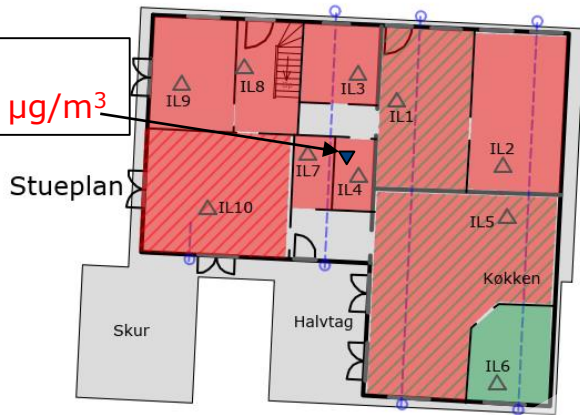 IL9
IL8
IL3
IL1
IL2
µg/m³
IL7
IL4
Stueplan
IL10
IL5
Køkken
Skur
Halvtag
IL6